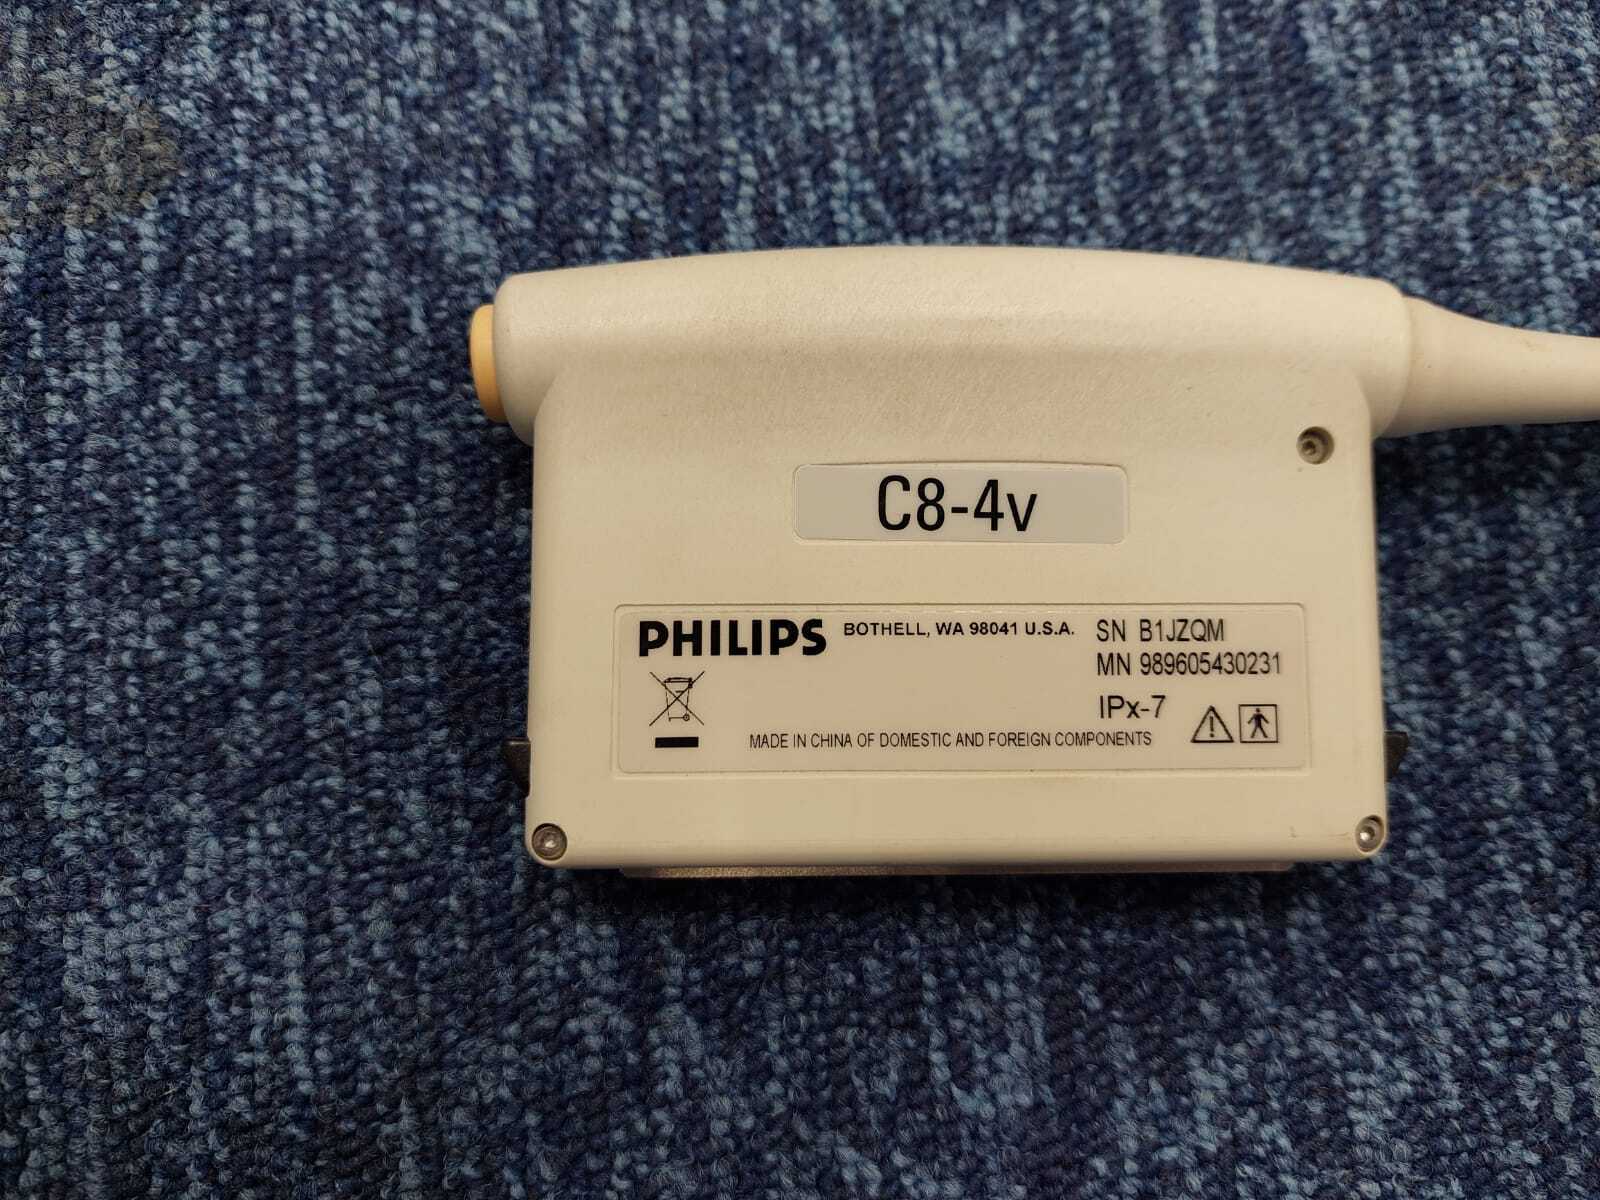 C8-4v
PHILIPS BOTHELL, WA 98041 U.S.A. SN B1JZQM
MN 989605430231
IPx-7
MADE IN CHINA OF DOMESTIC AND FOREIGN COMPONENTS